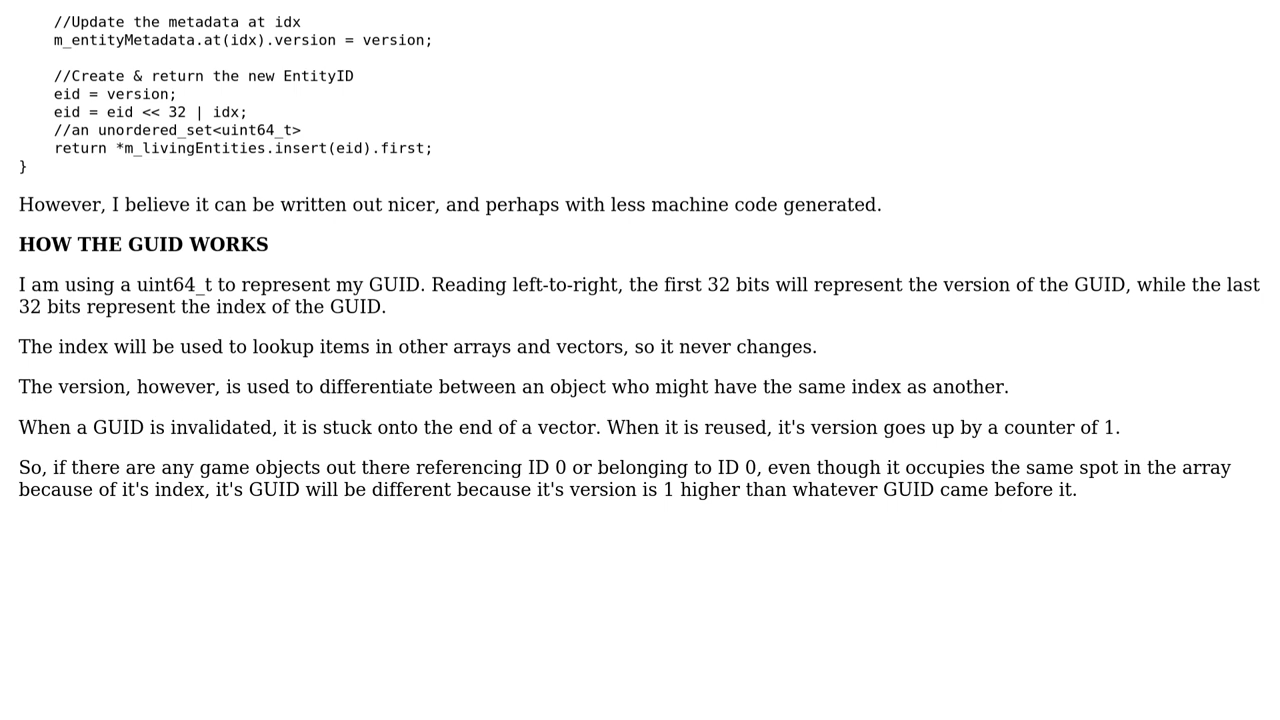 //Update the metadata at idx
m_entityMetadata.at(idx).version = version;
//Create & return the new EntityID
eid = version;
eid = eid << 32 | idx;
//an unordered_set<uint64_t>
return *m_livingEntities.insert(eid).first;
}
However, I believe it can be written out nicer, and perhaps with less machine code generated.
HOW THE GUID WORKS
I am using a uint64_t to represent my GUID. Reading left-to-right, the first 32 bits will represent the version of the GUID, while the last
32 bits represent the index of the GUID.
The index will be used to lookup items in other arrays and vectors, so it never changes.
The version, however, is used to differentiate between an object who might have the same index as another.
When a GUID is invalidated, it is stuck onto the end of a vector. When it is reused, it's version goes up by a counter of 1.
So, if there are any game objects out there referencing ID 0 or belonging to ID 0, even though it occupies the same spot in the array
because of it's index, it's GUID will be different because it's version is 1 higher than whatever GUID came before it.